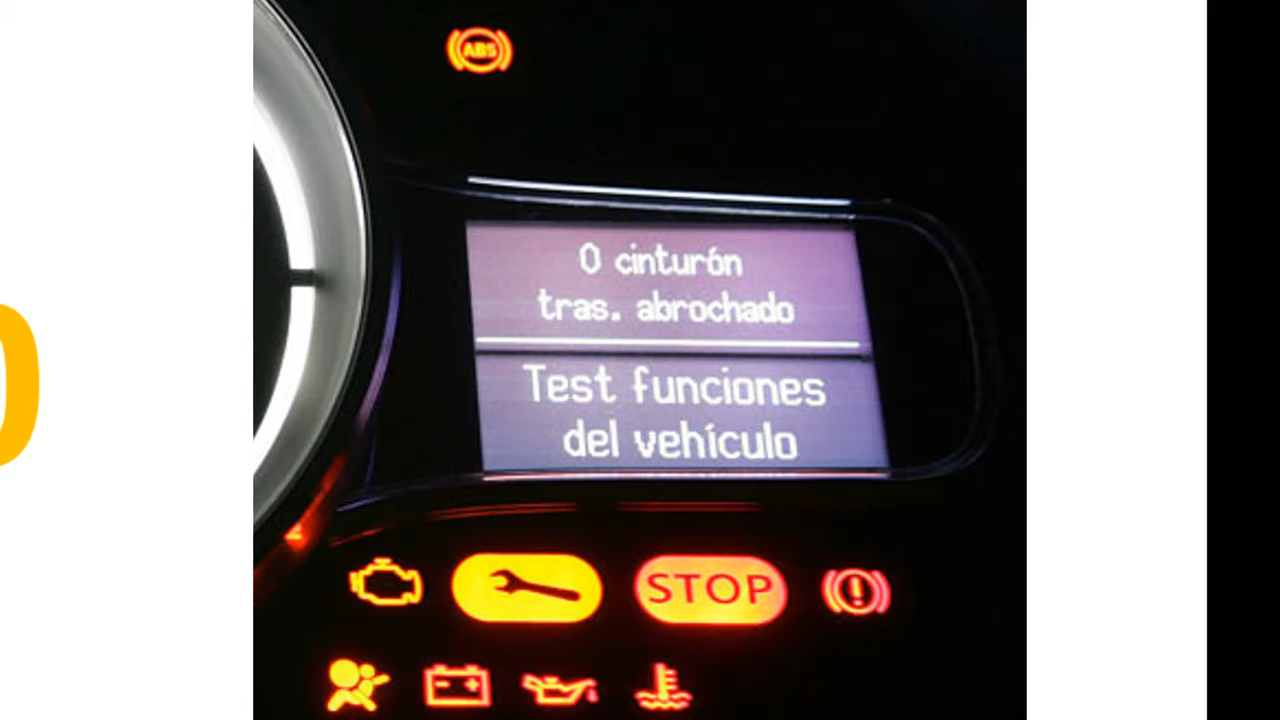 ABS
0 cinturón
tras. abrochado
Test funciones
del vehículo
STOP